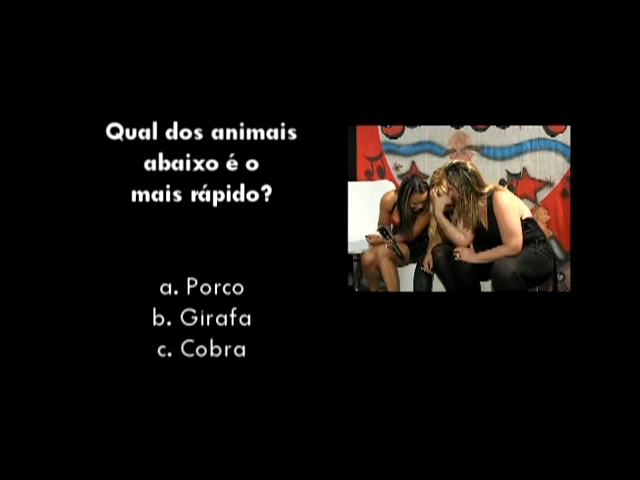 Qual dos animais
abaixo é o
mais rápido?
a. Porco
b. Girafa
c. Cobra